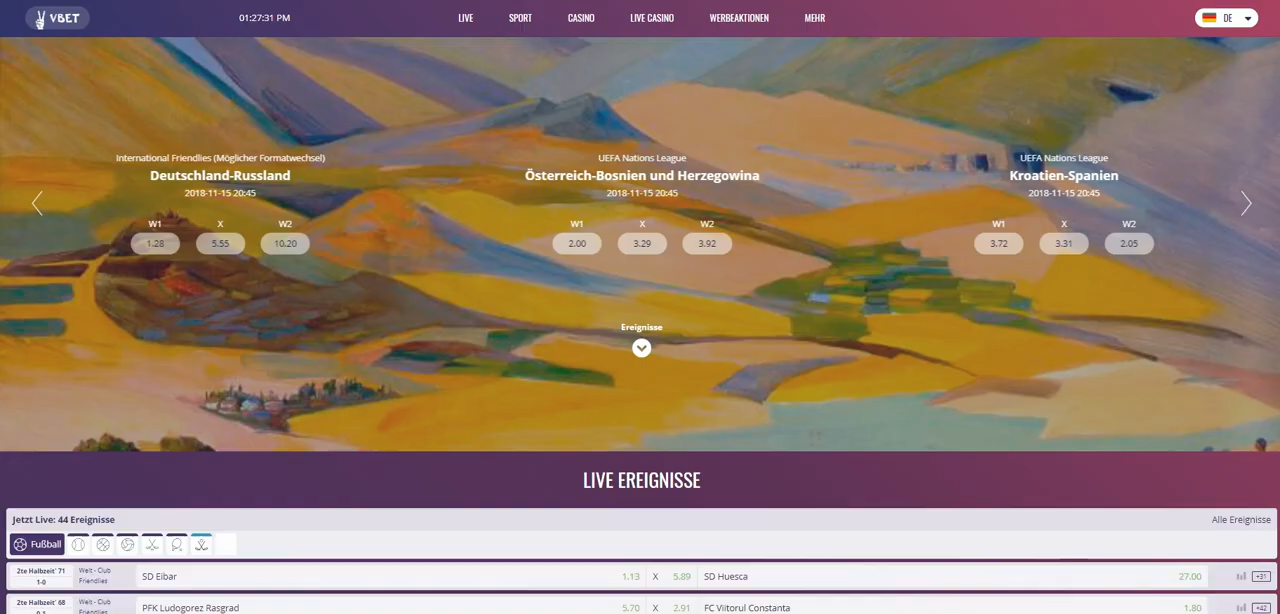 VBET
01:27:31 PM
LIVE
SPORT
CASINO
LIVE CASINO
WERBEAKTIONEN
MEHR
DE
International Friendlies (Möglicher Formatwechsel)
Deutschland-Russland
2018-11-15 20:45
W1 X W2
1.28 5.55 10.20
UEFA Nations League
Österreich-Bosnien und Herzegowina
2018-11-15 20:45
W1 X W2
2.00 3.29 3.92
UEFA Nations League
Kroatien-Spanien
2018-11-15 20:45
W1 X W2
3.72 3.31 2.05
Ereignisse
LIVE EREIGNISSE
Jetzt Live: 44 Ereignisse
Alle Ereignisse
Fußball
2te Halbzeit' 71
1-0
Welt - Club
Friendlies
SD Eibar 1.13 X 5.89 SD Huesca 27.00 +31
2te Halbzeit' 68
Welt - Club
Friendlies
PFK Ludogorez Rasgrad 5.70 X 2.91 FC Viitorul Constanta 1.80 +42